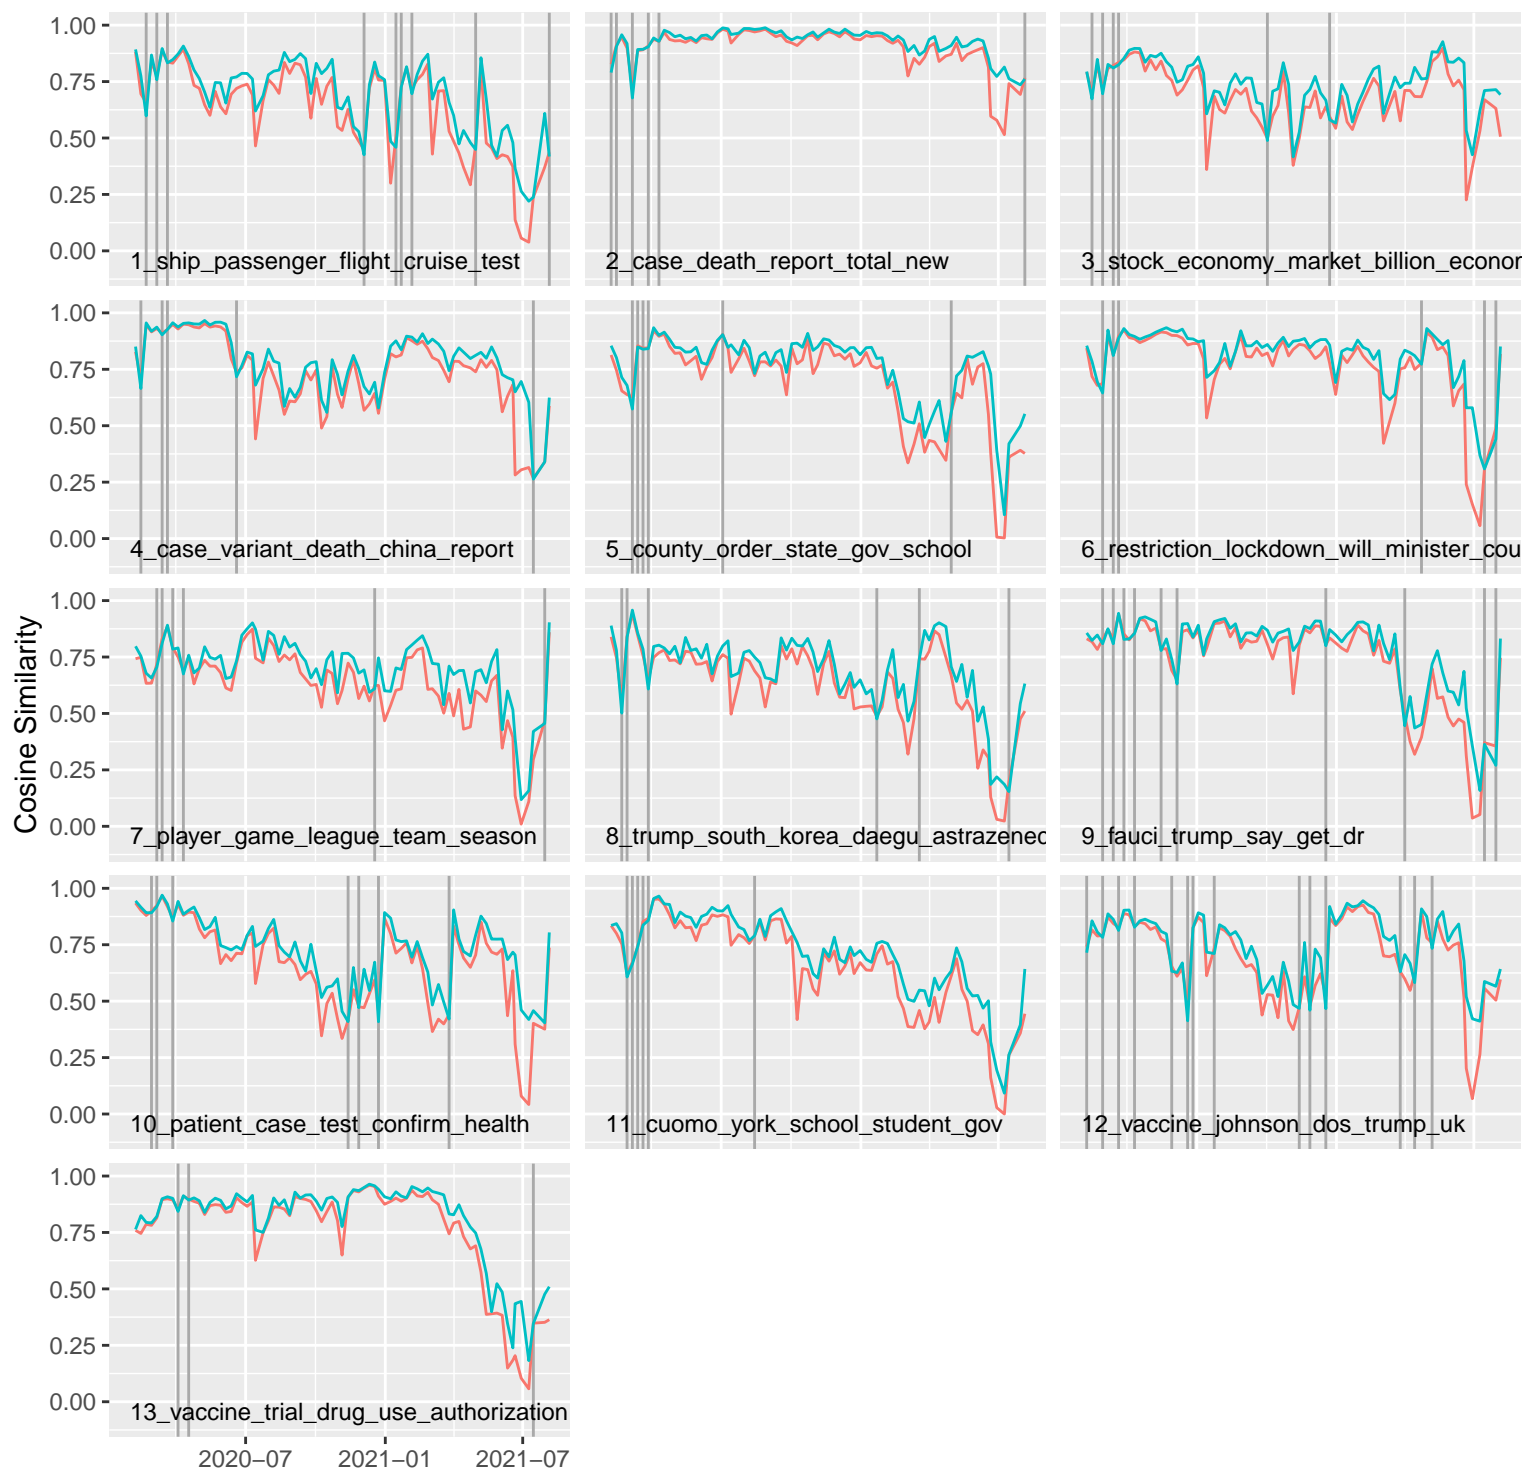 1.00
0.75
0.50
0.25
0.00
1_ship_passenger_flight_cruise_test
2_case_death_report_total_new
3_stock_economy_market_billion_econor
1.00
0.75
0.50
0.25
0.00
4_case_variant_death_china_report
5_county_order_state_gov_school
6_restriction_lockdown_will_minister_cou
Cosine Similarity
1.00
0.75
0.50
0.25
0.00
7_player_game_league_team_season
8_trump_south_korea_daegu_astrazenec
9_fauci_trump_say_get_dr
1.00
0.75
0.50
0.25
0.00
10_patient_case_test_confirm_health
11_cuomo_york_school_student_gov
12_vaccine_johnson_dos_trump_uk
1.00
0.75
0.50
0.25
0.00
13_vaccine_trial_drug_use_authorization
2020−07
2021−01
2021−07